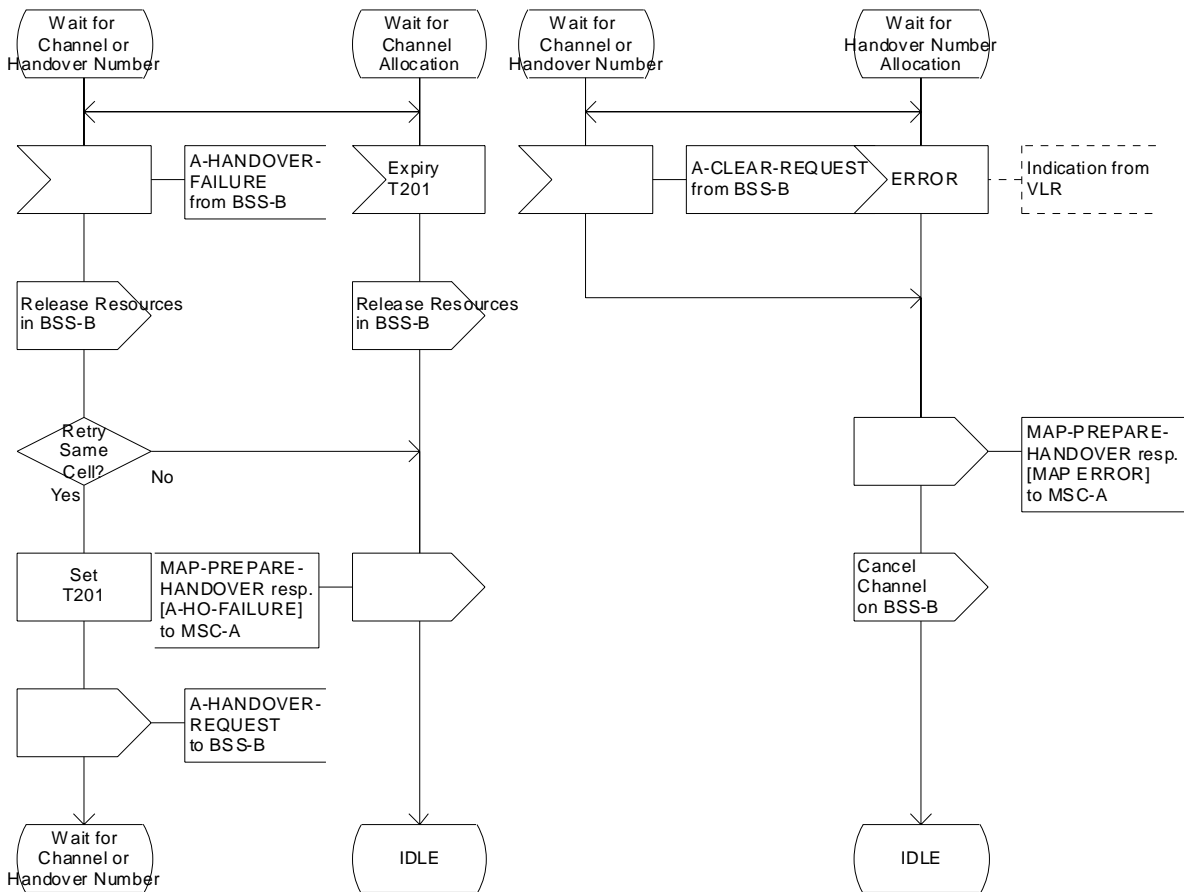 Wait for
Channel or
Handover Number
Wait for
Channel
Allocation
Wait for
Channel or
Handover Number
Wait for
Handover Number
Allocation
A-HANDOVER-
FAILURE
from BSS-B
Expiry
T201
A-CLEAR-REQUEST
from BSS-B
ERROR
Indication from
VLR
Release Resources
in BSS-B
Release Resources
in BSS-B
Retry
Same
Cell?
Yes
No
MAP-PREPARE-
HANDOVER resp.
[MAP ERROR]
to MSC-A
Set
T201
MAP-PREPARE-
HANDOVER resp.
[A-HO-FAILURE]
to MSC-A
Cancel
Channel
on BSS-B
A-HANDOVER-
REQUEST
to BSS-B
Wait for
Channel or
Handover Number
IDLE
IDLE